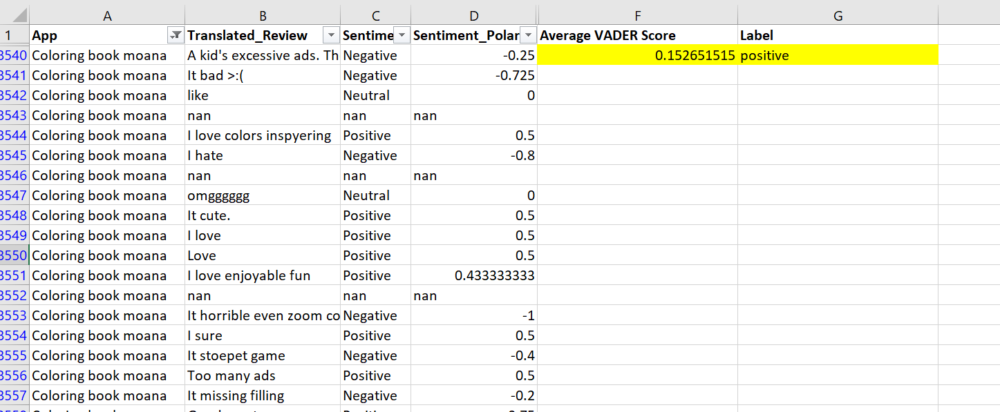 A B C D F G
1 App Translated_Review Sentime Sentiment_Polar Average VADER Score Label
3540 Coloring book moana A kid's excessive ads. Th Negative -0.25 0.152651515 positive
3541 Coloring book moana It bad >:( Negative -0.725
3542 Coloring book moana like Neutral 0
3543 Coloring book moana nan nan nan
3544 Coloring book moana I love colors inspyering Positive 0.5
3545 Coloring book moana I hate Negative -0.8
3546 Coloring book moana nan nan nan
3547 Coloring book moana omgggggg Neutral 0
3548 Coloring book moana It cute. Positive 0.5
3549 Coloring book moana I love Positive 0.5
3550 Coloring book moana Love Positive 0.5
3551 Coloring book moana I love enjoyable fun Positive 0.433333333
3552 Coloring book moana nan nan nan
3553 Coloring book moana It horrible even zoom co Negative -1
3554 Coloring book moana I sure Positive 0.5
3555 Coloring book moana It stoepet game Negative -0.4
3556 Coloring book moana Too many ads Positive 0.5
3557 Coloring book moana It missing filling Negative -0.2